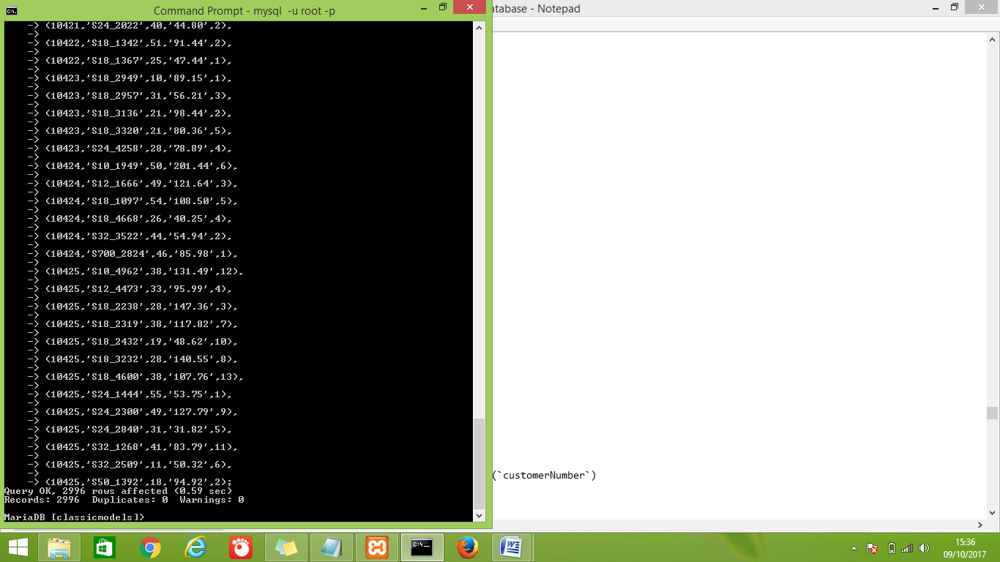 Command Prompt - mysql  -u root -p
atabase - Notepad
-> (10421,'S24_2022',40,'44.80',2),
->
-> (10422,'S18_1342',51,'91.44',2),
->
-> (10422,'S18_1367',25,'47.44',1),
->
-> (10423,'S18_2949',10,'89.15',1),
->
-> (10423,'S18_2957',31,'56.21',3),
->
-> (10423,'S18_3136',21,'98.44',2),
->
-> (10423,'S18_3320',21,'80.36',5),
->
-> (10423,'S24_4258',28,'78.89',4),
->
-> (10424,'S10_1949',50,'201.44',6),
->
-> (10424,'S12_1666',49,'121.64',3),
->
-> (10424,'S18_1097',54,'108.50',5),
->
-> (10424,'S18_4668',26,'40.25',4),
->
-> (10424,'S32_3522',44,'54.94',2),
->
-> (10424,'S700_2824',46,'85.98',1),
->
-> (10425,'S10_4962',38,'131.49',12),
->
-> (10425,'S12_4473',33,'95.99',4),
->
-> (10425,'S18_2238',28,'147.36',3),
->
-> (10425,'S18_2319',38,'117.82',7),
->
-> (10425,'S18_2432',19,'48.62',10),
->
-> (10425,'S18_3232',28,'140.55',8),
->
-> (10425,'S18_4600',38,'107.76',13),
->
-> (10425,'S24_1444',55,'53.75',1),
->
-> (10425,'S24_2300',49,'127.79',9),
->
-> (10425,'S24_2840',31,'31.82',5),
->
-> (10425,'S32_1268',41,'83.79',11),
->
-> (10425,'S32_2509',11,'50.32',6),
->
-> (10425,'S50_1392',18,'94.92',2);
Query OK, 2996 rows affected (0.59 sec)
Records: 2996  Duplicates: 0  Warnings: 0
MariaDB [classicmodels]>
(`customerNumber`)
15:36
09/10/2017